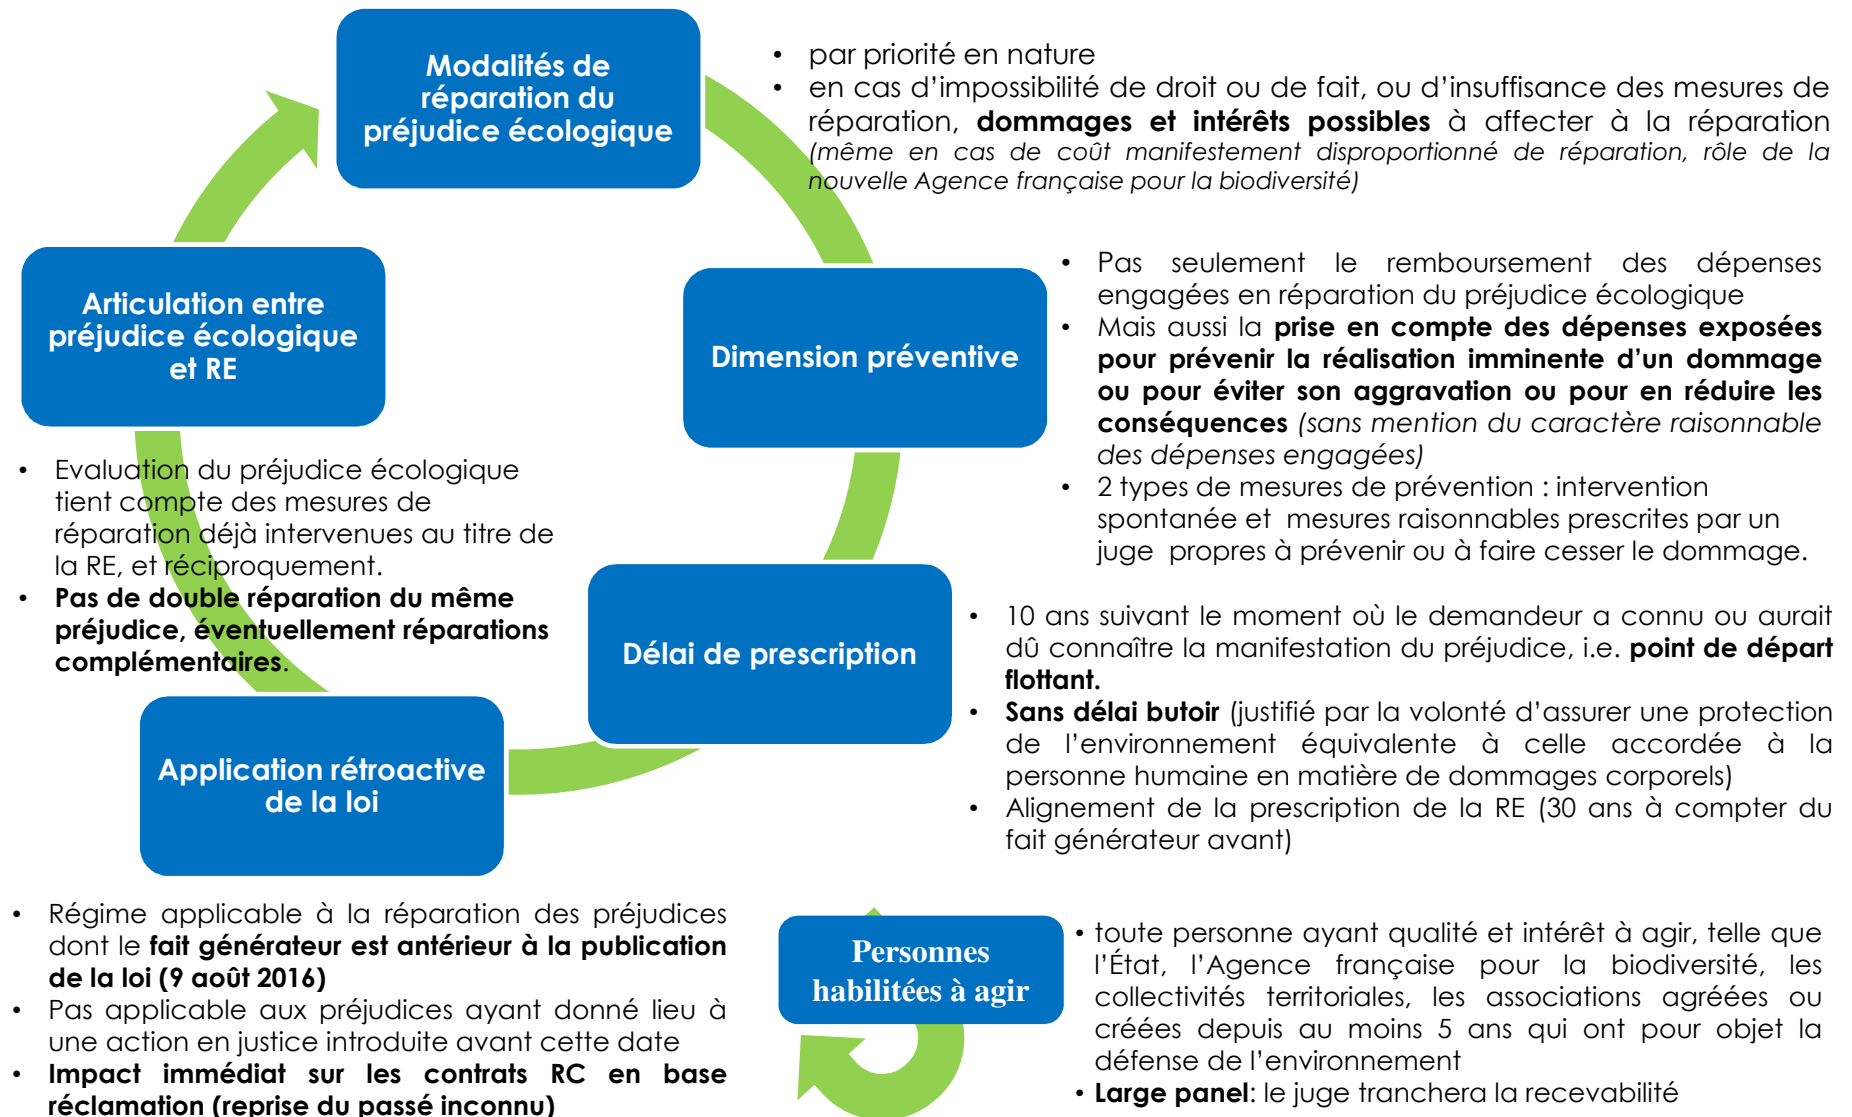 Modalités de
réparation du
préjudice écologique
• par priorité en nature
• en cas d’impossibilité de droit ou de fait, ou d’insuffisance des mesures de
réparation, dommages et intérêts possibles à affecter à la réparation
(même en cas de coût manifestement disproportionné de réparation, rôle de la
nouvelle Agence française pour la biodiversité)
Dimension préventive
• Pas seulement le remboursement des dépenses
engagées en réparation du préjudice écologique
• Mais aussi la prise en compte des dépenses exposées
pour prévenir la réalisation imminente d’un dommage
ou pour éviter son aggravation ou pour en réduire les
conséquences (sans mention du caractère raisonnable
des dépenses engagées)
• 2 types de mesures de prévention : intervention
spontanée et mesures raisonnables prescrites par un
juge propres à prévenir ou à faire cesser le dommage.
Délai de prescription
• 10 ans suivant le moment où le demandeur a connu ou aurait
dû connaître la manifestation du préjudice, i.e. point de départ
flottant.
• Sans délai butoir (justifié par la volonté d’assurer une protection
de l’environnement équivalente à celle accordée à la
personne humaine en matière de dommages corporels)
• Alignement de la prescription de la RE (30 ans à compter du
fait générateur avant)
Articulation entre
préjudice écologique
et RE
• Evaluation du préjudice écologique
tient compte des mesures de
réparation déjà intervenues au titre de
la RE, et réciproquement.
• Pas de double réparation du même
préjudice, éventuellement réparations
complémentaires.
Application rétroactive
de la loi
• Régime applicable à la réparation des préjudices
dont le fait générateur est antérieur à la publication
de la loi (9 août 2016)
• Pas applicable aux préjudices ayant donné lieu à
une action en justice introduite avant cette date
• Impact immédiat sur les contrats RC en base
réclamation (reprise du passé inconnu)
Personnes
habilitées à agir
• toute personne ayant qualité et intérêt à agir, telle que
l’État, l’Agence française pour la biodiversité, les
collectivités territoriales, les associations agréées ou
créées depuis au moins 5 ans qui ont pour objet la
défense de l’environnement
• Large panel: le juge tranchera la recevabilité